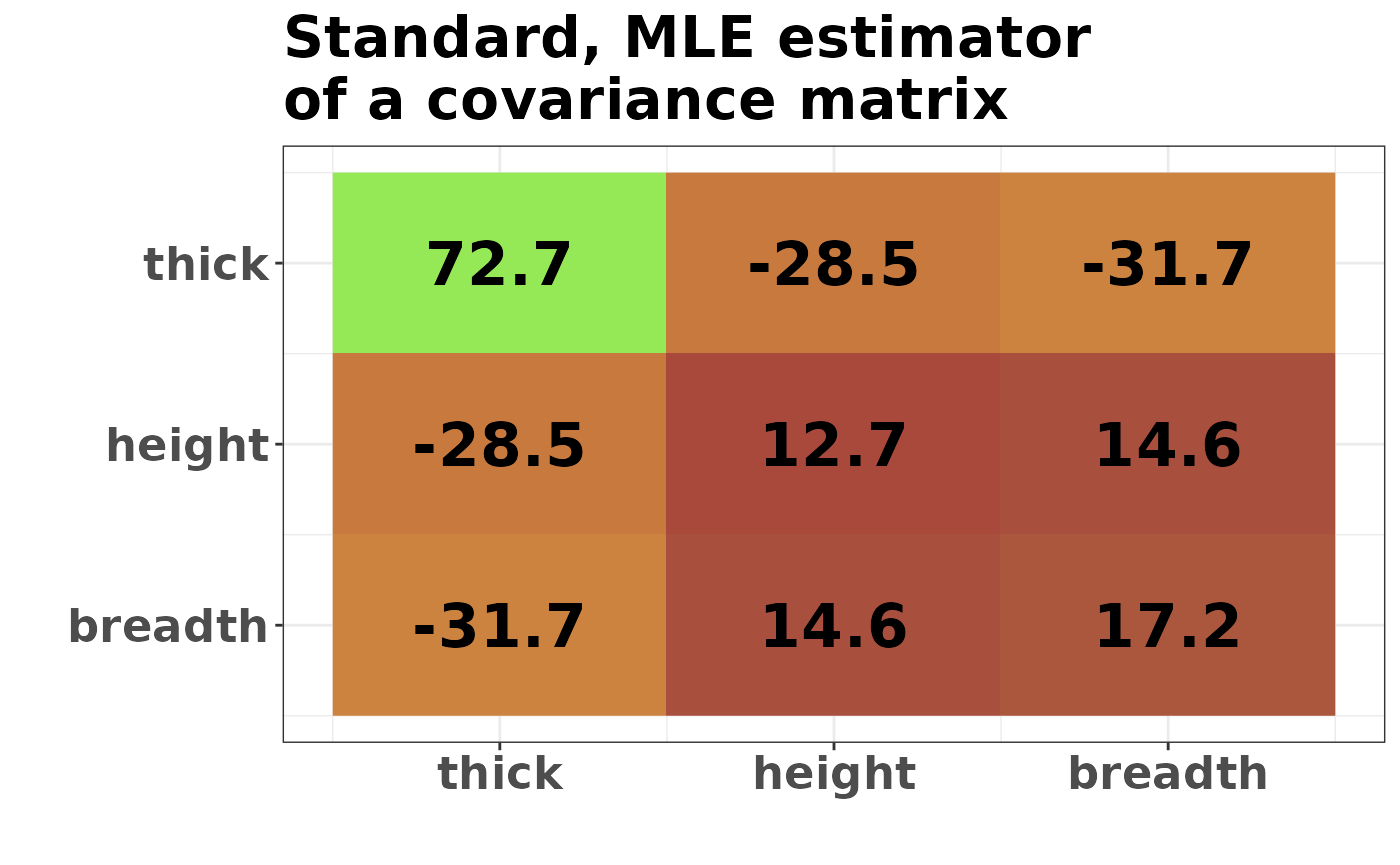 Standard, MLE estimator
of a covariance matrix
thick 72.7 -28.5 -31.7
height -28.5 12.7 14.6
breadth -31.7 14.6 17.2
thick height breadth